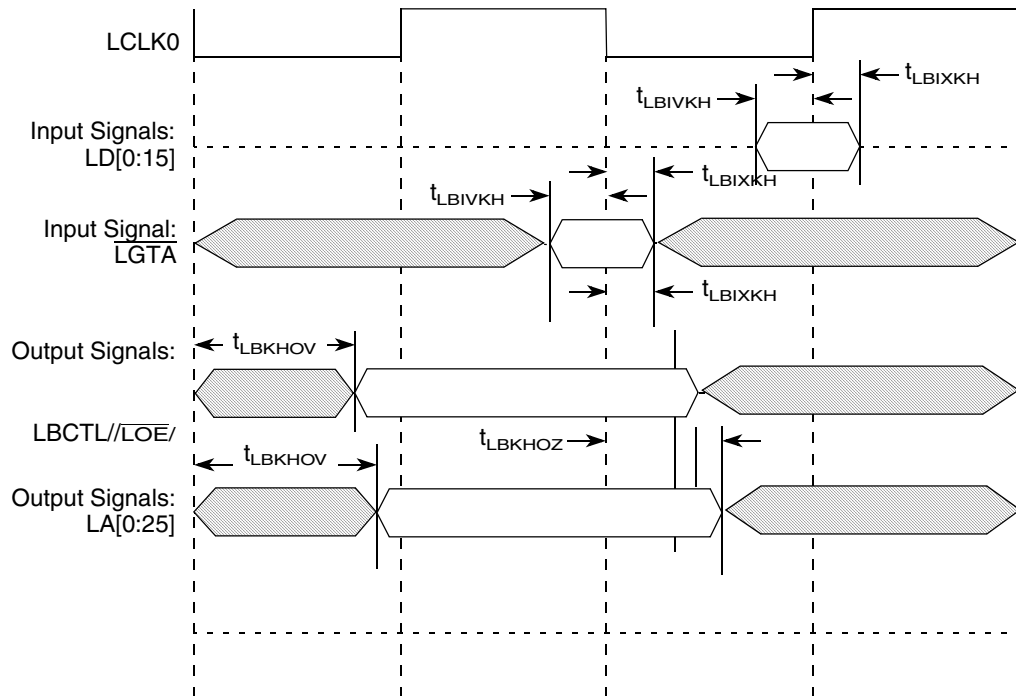 LCLK0
tLBIXKH
tLBIVKH
Input Signals:
LD[0:15]
tLBIXKH
tLBIVKH
Input Signal:
LGTA
tLBIXKH
Output Signals:
tLBKHOV
LBCTL//LOE/
tLBKHOZ
tLBKHOV
Output Signals:
LA[0:25]